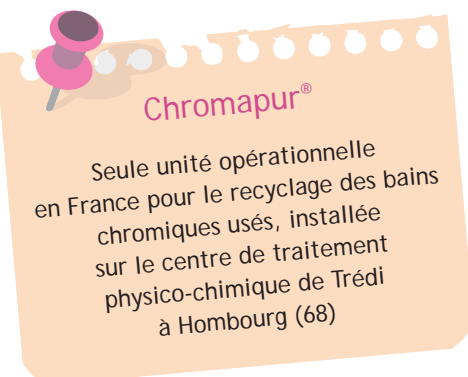 Chromapur®
Seule unité opérationnelle
en France pour le recyclage des bains
chromiques usés, installée
sur le centre de traitement
physico-chimique de Trédi
à Hombourg (68)